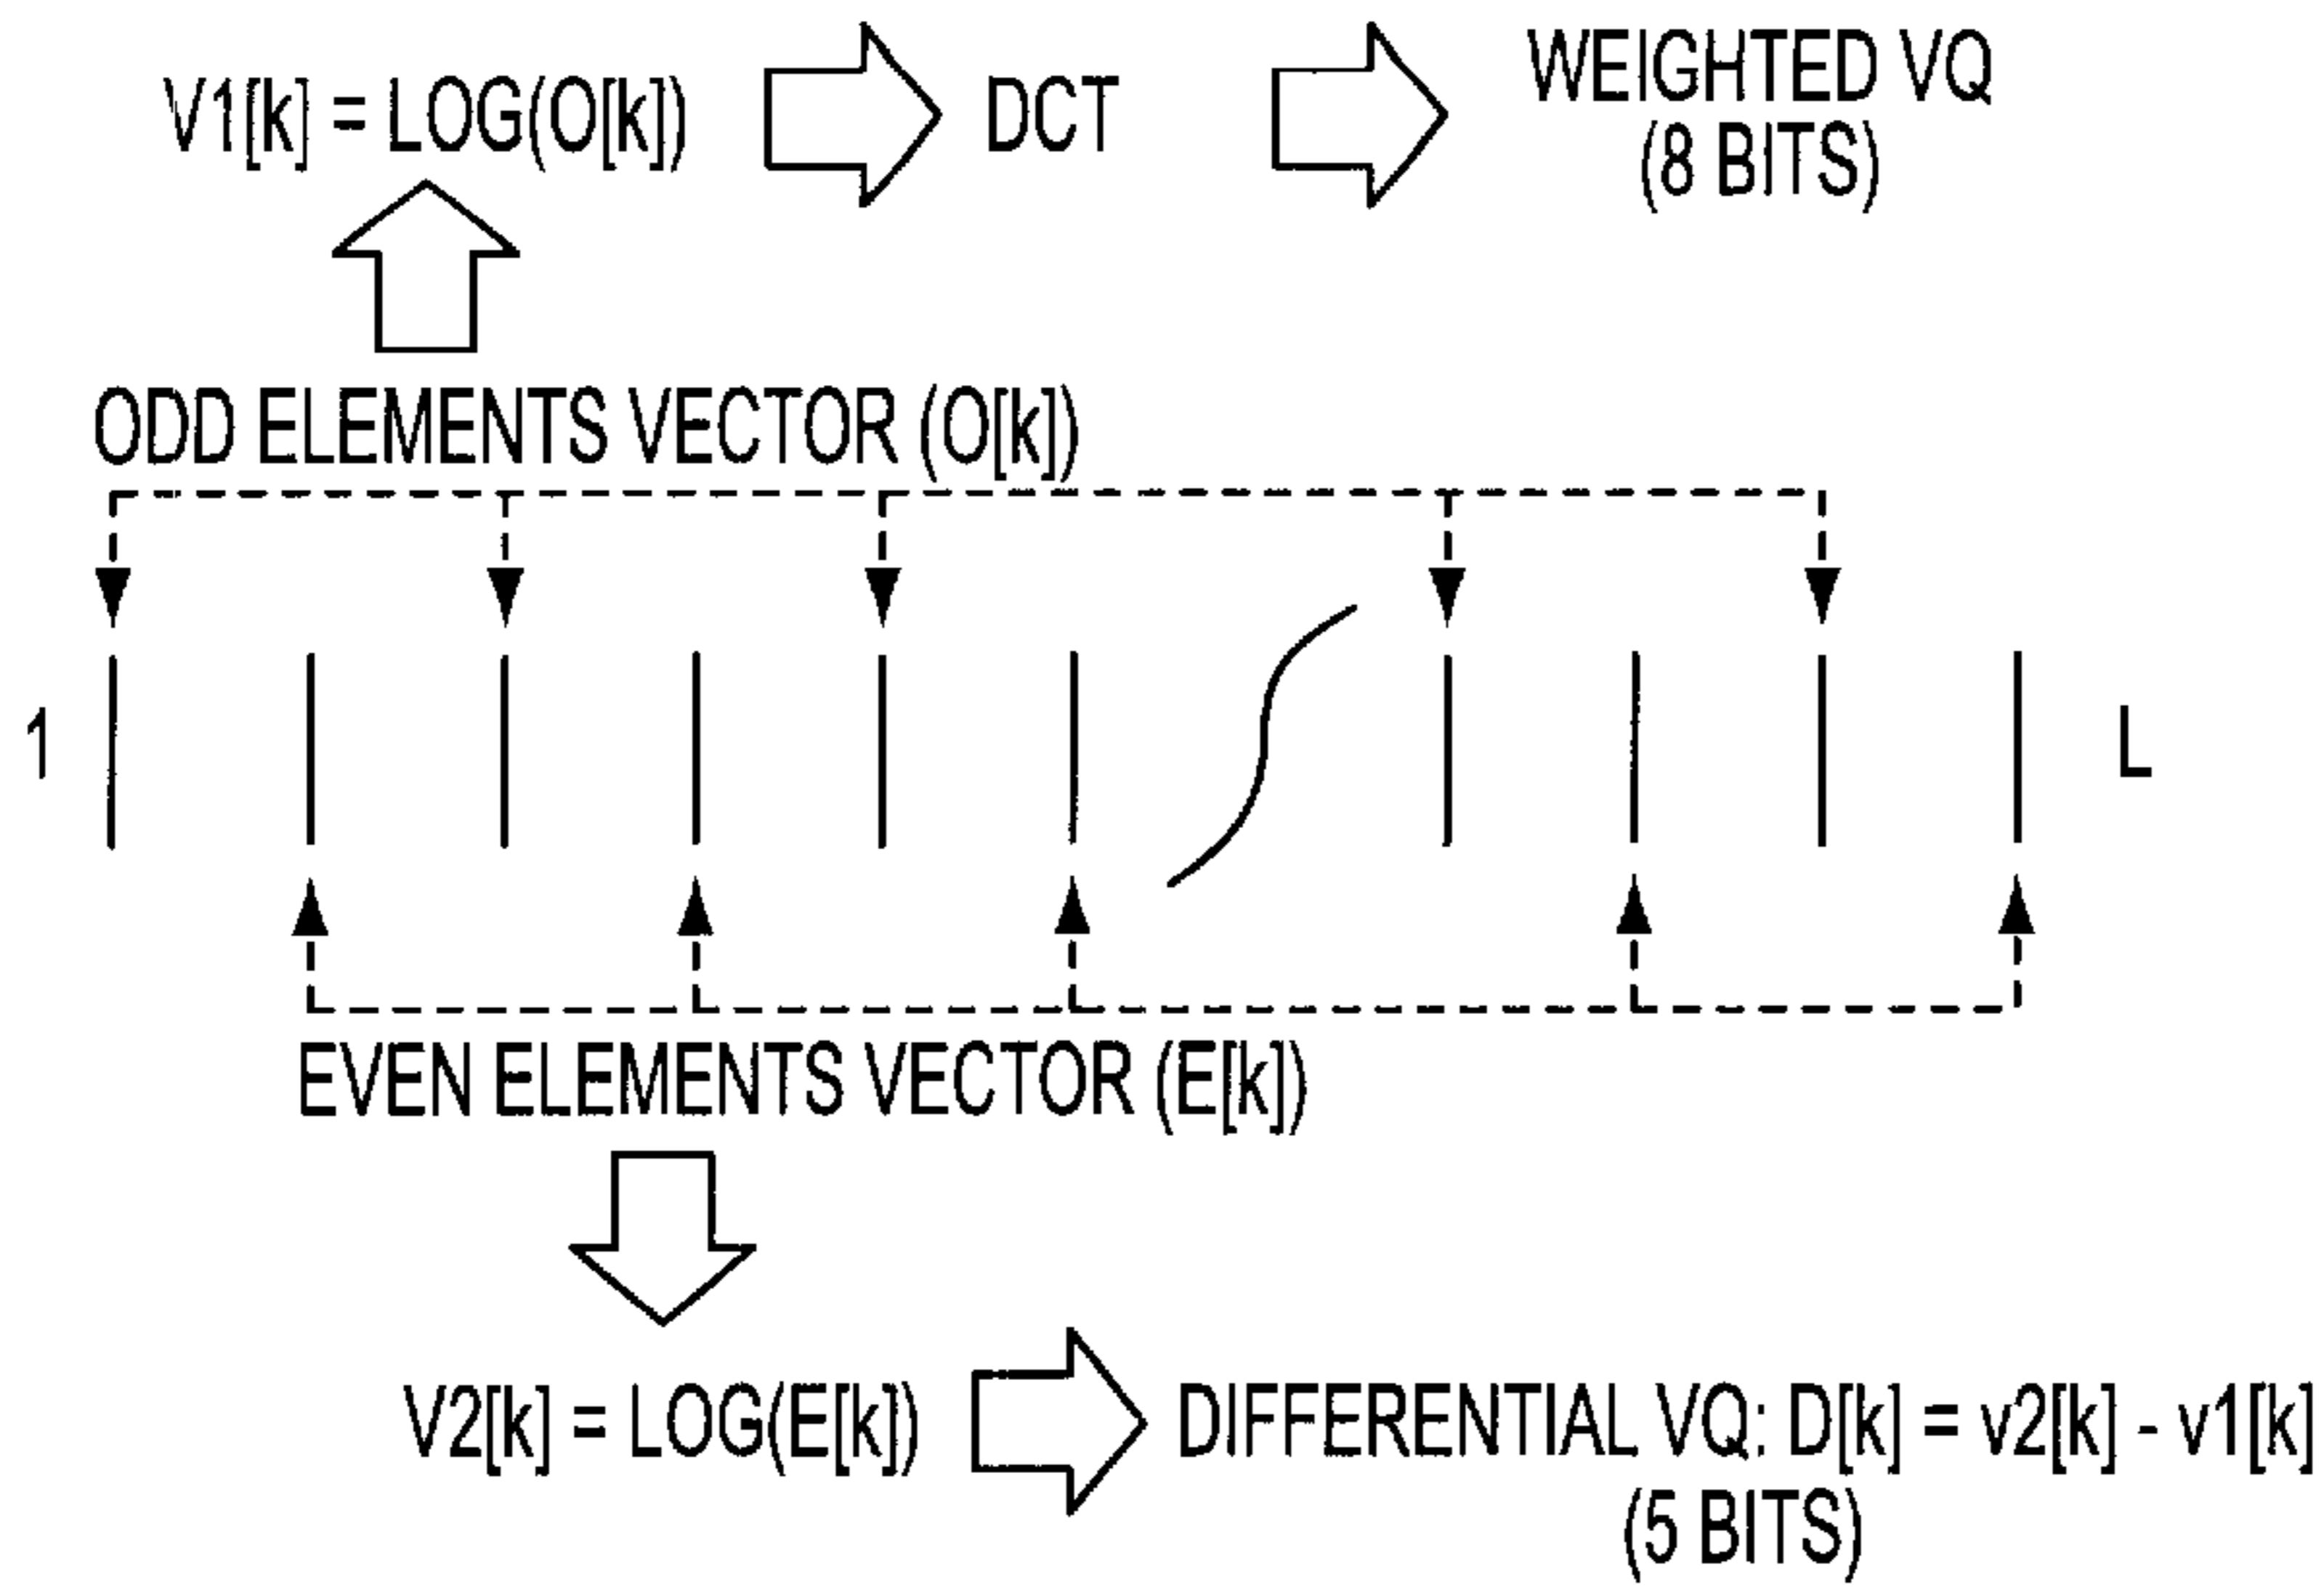 V1[k] = LOG(O[k])
DCT
WEIGHTED VQ
(8 BITS)
ODD ELEMENTS VECTOR (O[k])
1
L
EVEN ELEMENTS VECTOR (E[k])
V2[k] = LOG(E[k])
DIFFERENTIAL VQ: D[k] = v2[k] - v1[k]
(5 BITS)